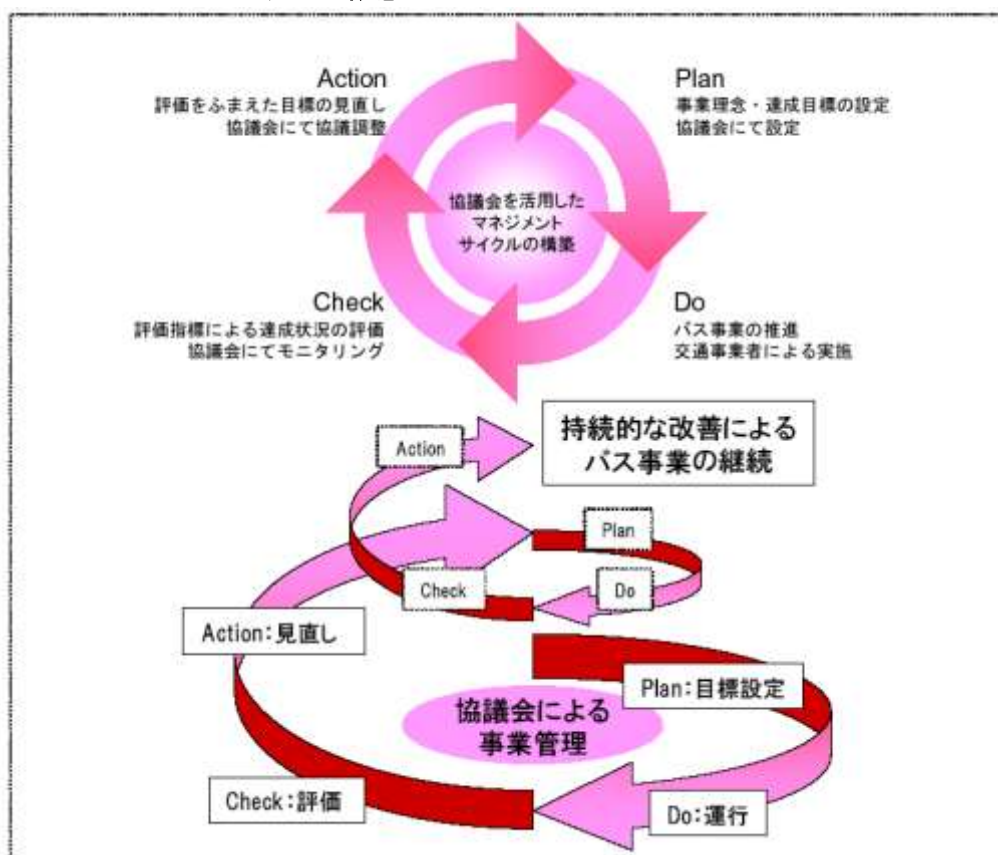 Action
評価をふまえた目標の見直し
協議会にて協議調整
Plan
事業理念・達成目標の設定
協議会にて設定
協議会を活用した
マネジメント
サイクルの構築
Check
評価指標による達成状況の評価
協議会にてモニタリング
Do
バス事業の推進
交通事業者による実施
持続的な改善による
バス事業の継続
Action
Plan
Check
Do
Action:見直し
Plan:目標設定
協議会による
事業管理
Check:評価
Do:運行